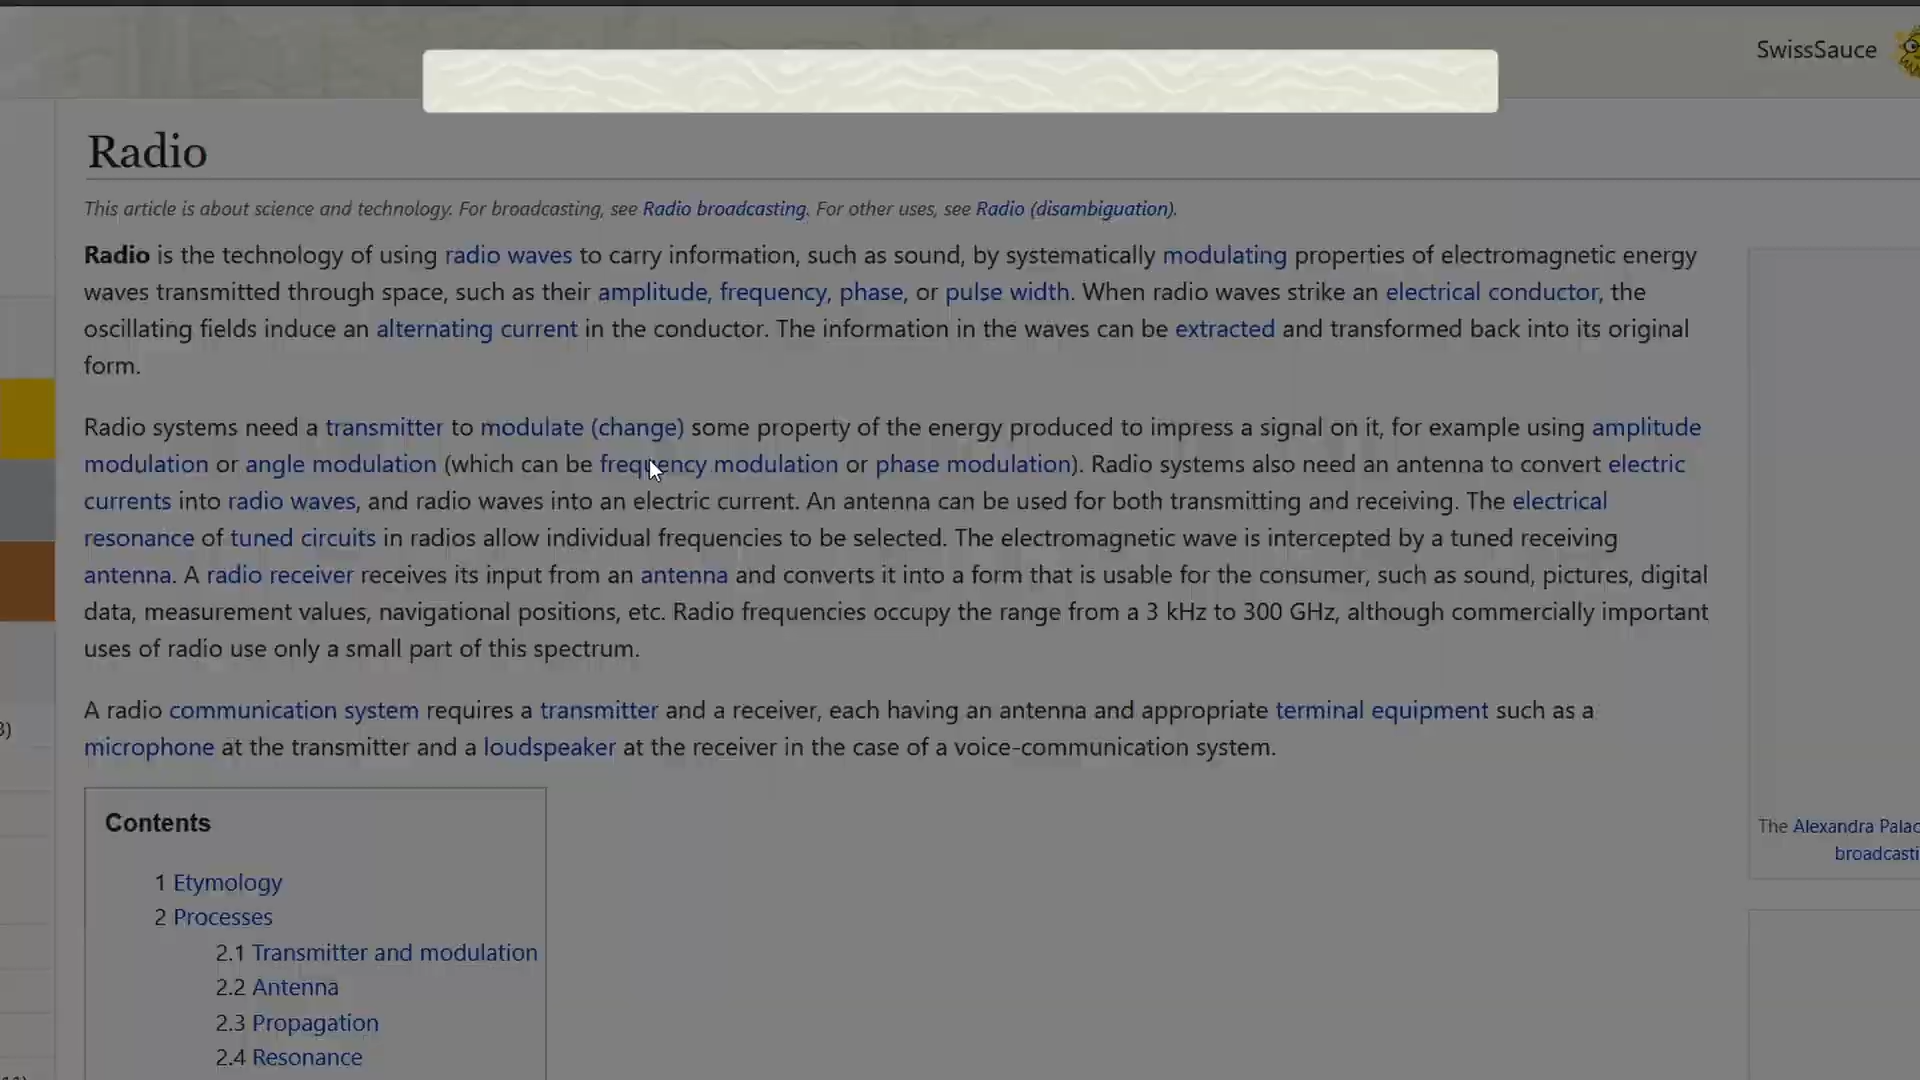 SwissSauce
Radio
This article is about science and technology. For broadcasting, see Radio broadcasting. For other uses, see Radio (disambiguation).
Radio is the technology of using radio waves to carry information, such as sound, by systematically modulating properties of electromagnetic energy
waves transmitted through space, such as their amplitude, frequency, phase, or pulse width. When radio waves strike an electrical conductor, the
oscillating fields induce an alternating current in the conductor. The information in the waves can be extracted and transformed back into its original
form.
Radio systems need a transmitter to modulate (change) some property of the energy produced to impress a signal on it, for example using amplitude
modulation or angle modulation (which can be frequency modulation or phase modulation). Radio systems also need an antenna to convert electric
currents into radio waves, and radio waves into an electric current. An antenna can be used for both transmitting and receiving. The electrical
resonance of tuned circuits in radios allow individual frequencies to be selected. The electromagnetic wave is intercepted by a tuned receiving
antenna. A radio receiver receives its input from an antenna and converts it into a form that is usable for the consumer, such as sound, pictures, digital
data, measurement values, navigational positions, etc. Radio frequencies occupy the range from a 3 kHz to 300 GHz, although commercially important
uses of radio use only a small part of this spectrum.
A radio communication system requires a transmitter and a receiver, each having an antenna and appropriate terminal equipment such as a
3)
microphone at the transmitter and a loudspeaker at the receiver in the case of a voice-communication system.
Contents
The Alexandra Palac
broadcasti
1 Etymology
2 Processes
2.1 Transmitter and modulation
2.2 Antenna
2.3 Propagation
2.4 Resonance